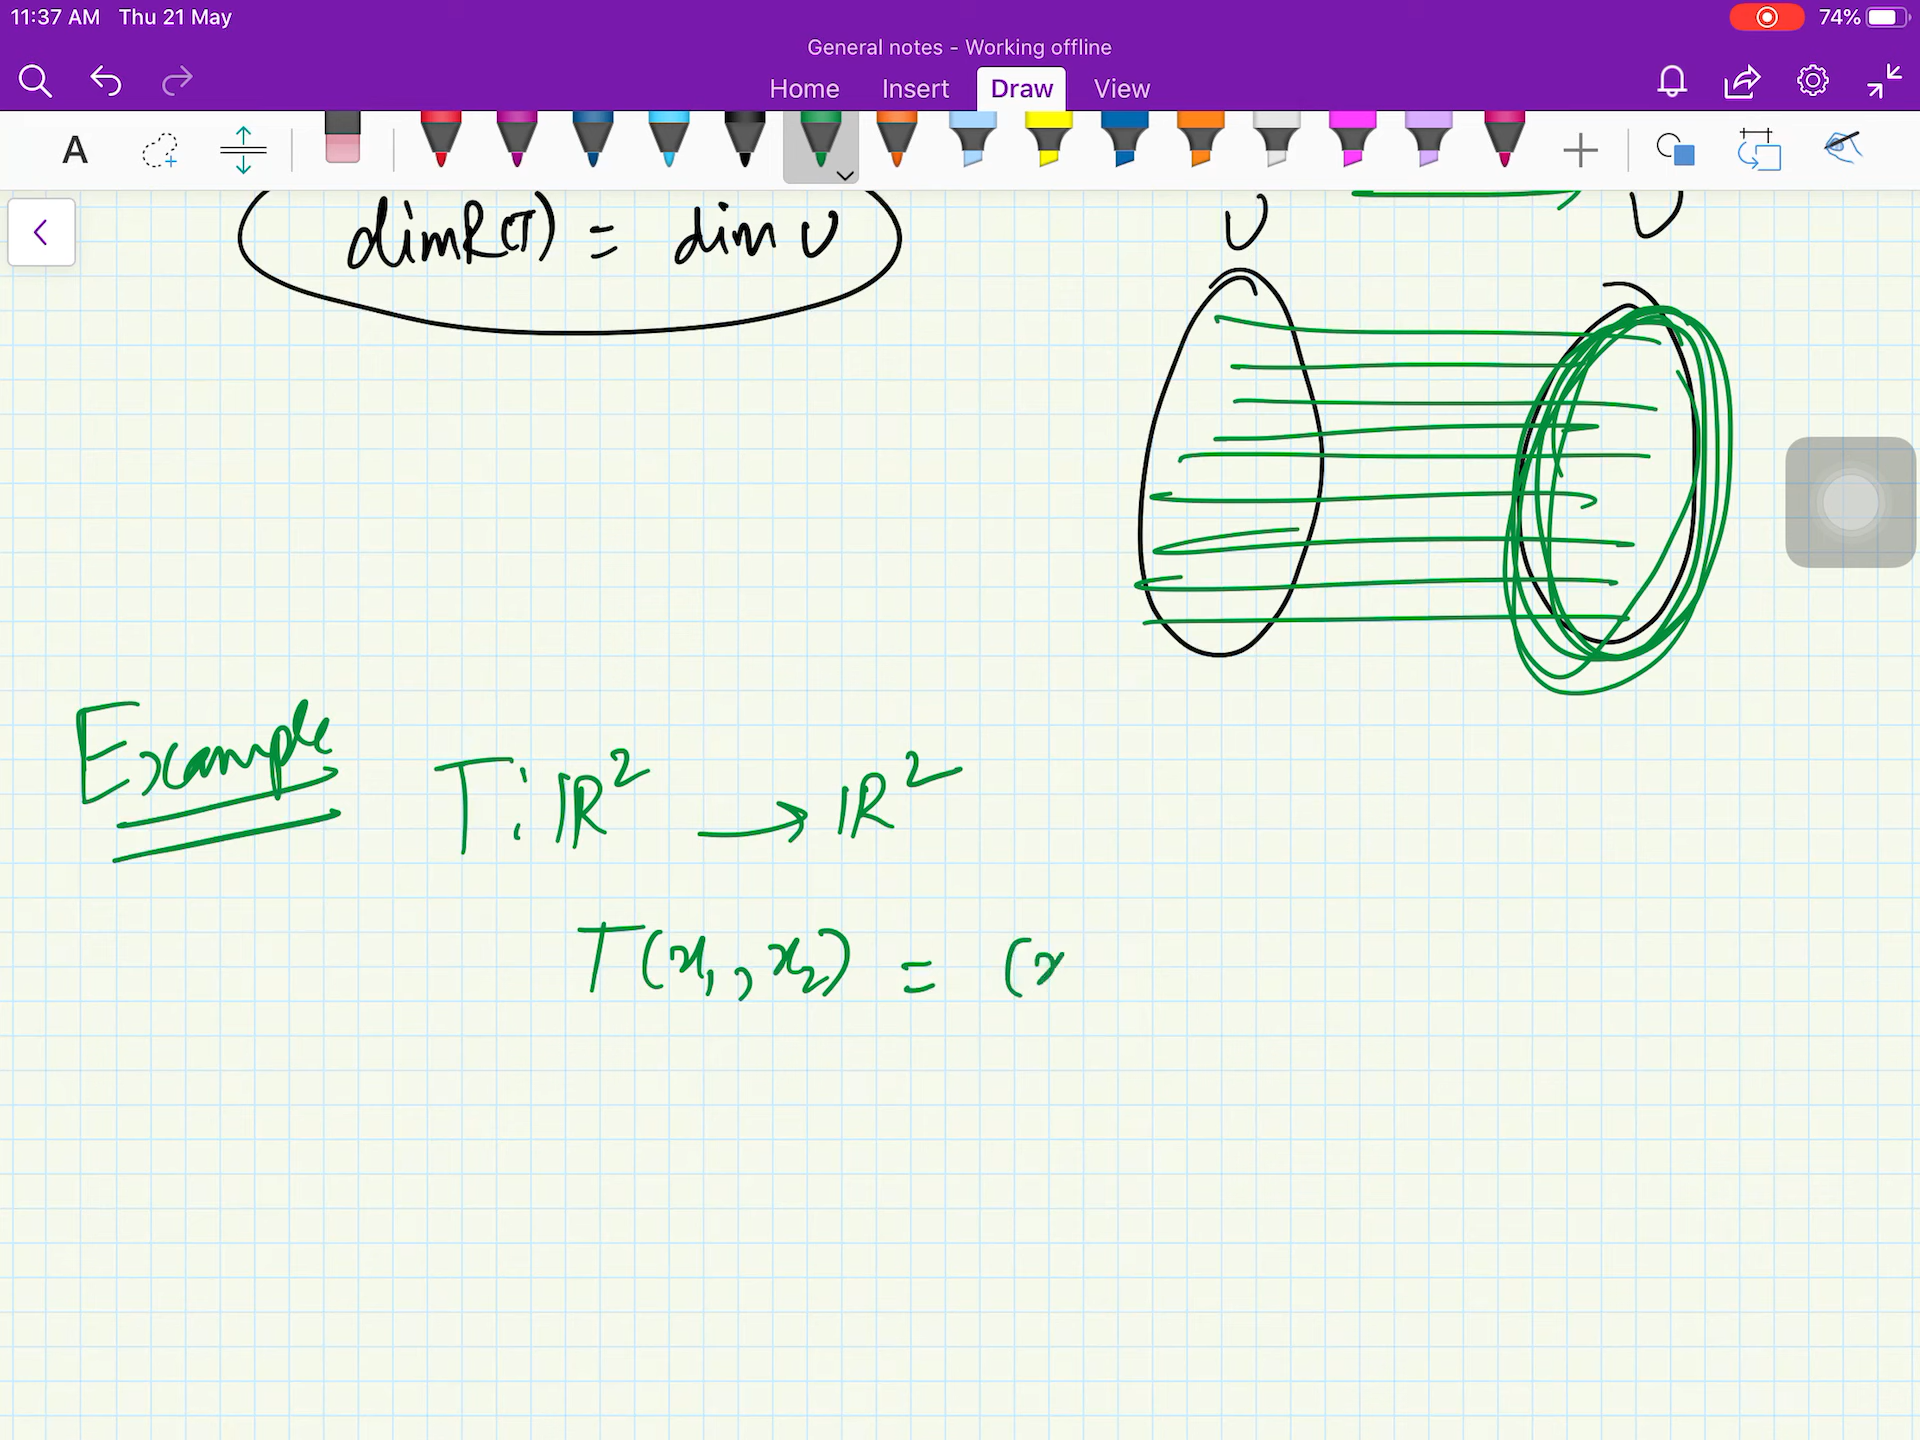 11:37 AM Thu 21 May 74%
General notes - Working offline
Home Insert Draw View
A
dim R(T) = dim U
U
Example T : ℝ² → ℝ²
T(x₁, x₂) = (x